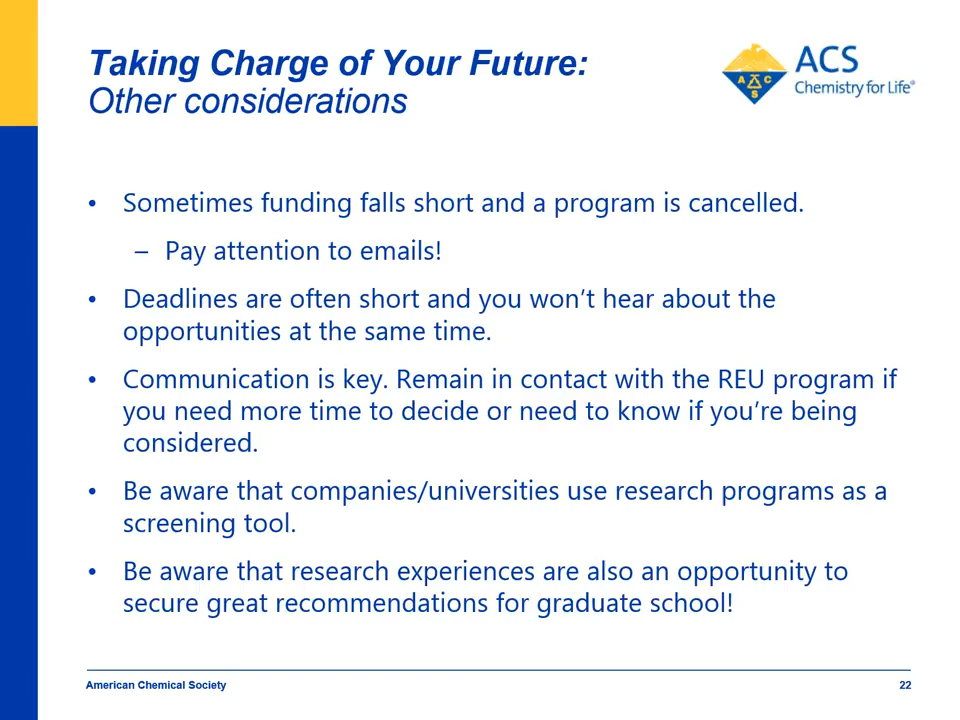 Taking Charge of Your Future:
Other considerations
ACS
Chemistry for Life®
A C S
• Sometimes funding falls short and a program is cancelled.
– Pay attention to emails!
• Deadlines are often short and you won’t hear about the
opportunities at the same time.
• Communication is key. Remain in contact with the REU program if
you need more time to decide or need to know if you’re being
considered.
• Be aware that companies/universities use research programs as a
screening tool.
• Be aware that research experiences are also an opportunity to
secure great recommendations for graduate school!
American Chemical Society
22